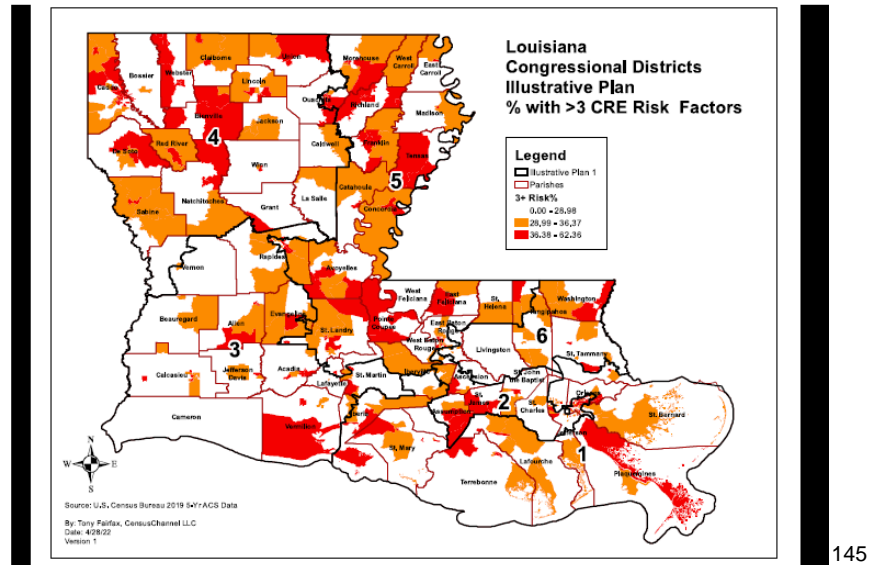 Louisiana
Congressional Districts
Illustrative Plan
% with >3 CRE Risk Factors
Legend
Illustrative Plan 1
Parishes
3+ Risk%
0.00 - 28.98
28.99 - 36.37
36.38 - 62.36
Claiborne
Union
Morehouse
West
Carroll
East
Carroll
Bossier
Webster
Lincoln
Caddo
Ouachita
Richland
Madison
Bienville
Jackson
4
Red River
De Soto
Caldwell
Franklin
Tensas
Winn
5
Natchitoches
La Salle
Catahoula
Sabine
Grant
Concordia
Vernon
Rapides
Avoyelles
West
Feliciana
East
Feliciana
St.
Helena
Washington
Tangipahoa
Beauregard
Allen
Evangeline
St. Landry
Pointe
Coupee
East Baton
Rouge
6
West Baton
Rouge
Livingston
St. Tammany
3
Jefferson
Davis
Calcasieu
Acadia
Lafayette
St. Martin
Iberville
Ascension
St. John
the Baptist
Orleans
Cameron
Vermilion
Iberia
Assumption
St.
James
2
St.
Charles
St. Bernard
Jefferson
St. Mary
Lafourche
1
Plaquemines
Terrebonne
N
W
E
S
Source: U.S. Census Bureau 2019 5-Yr ACS Data
By: Tony Fairfax, CensusChannel LLC
Date: 4/28/22
Version 1
145